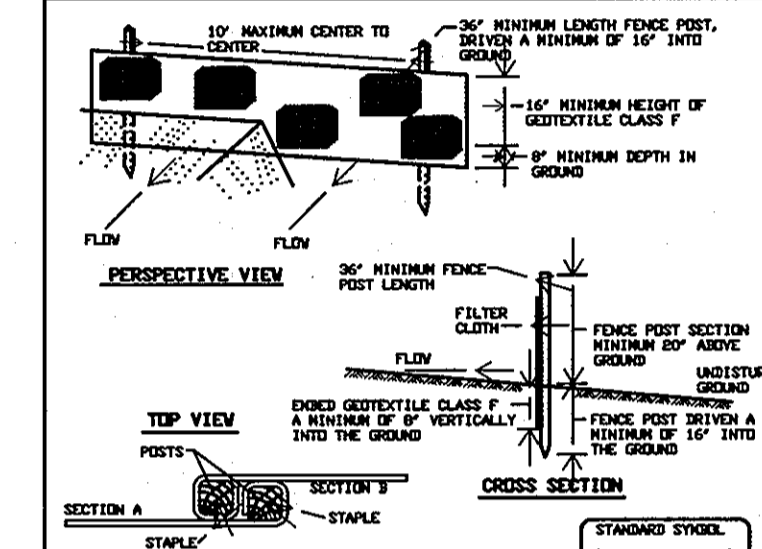 10' MAXIMUM CENTER TO
CENTER
36" MINIMUM LENGTH FENCE POST,
DRIVEN A MINIMUM OF 16" INTO
GROUND
16" MINIMUM HEIGHT OF
GEOTEXTILE CLASS F
8" MINIMUM DEPTH IN
GROUND
FLOW
FLOW
PERSPECTIVE VIEW
36" MINIMUM FENCE
POST LENGTH
FILTER
CLOTH
FENCE POST SECTION
MINIMUM 20" ABOVE
GROUND
FLOW
UNDISTUR
GROUND
EMBED GEOTEXTILE CLASS F
A MINIMUM OF 8" VERTICALLY
INTO THE GROUND
FENCE POST DRIVEN A
MINIMUM OF 16" INTO
THE GROUND
CROSS SECTION
TOP VIEW
POSTS
SECTION B
SECTION A
STAPLE
STAPLE
STANDARD SYMBOL